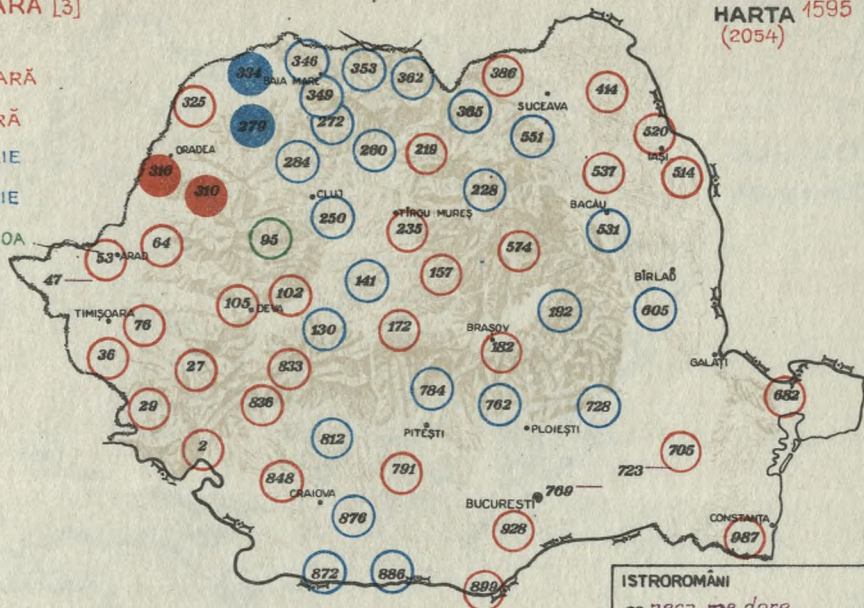 ARA [3]
HARTA 1595
(2054)
ARĂ
RĂ
IE
IE
OA
334 346 353 362 386
BAIA MARE
325 349 365 414
SUCEAVA
279 272 551 520
ORADEA 284 260 219 IAȘI
316 310 537 514
CLUJ 228
250 TÎRGU MUREȘ BACĂU
95 235 531
64 574
53 ARAD
47 141 157 BÎRLAD
105 102
DEVA
TIMIȘOARA 192 605
76 130 172 BRAȘOV
36 27 833 182 GALAȚI
29 836 784 762 728 682
PITEȘTI PLOIEȘTI
2 812
848 791 723 705
CRAIOVA BUCUREȘTI 769
876 928 CONSTANȚA
987
872 886 899
ISTROROMÂNI